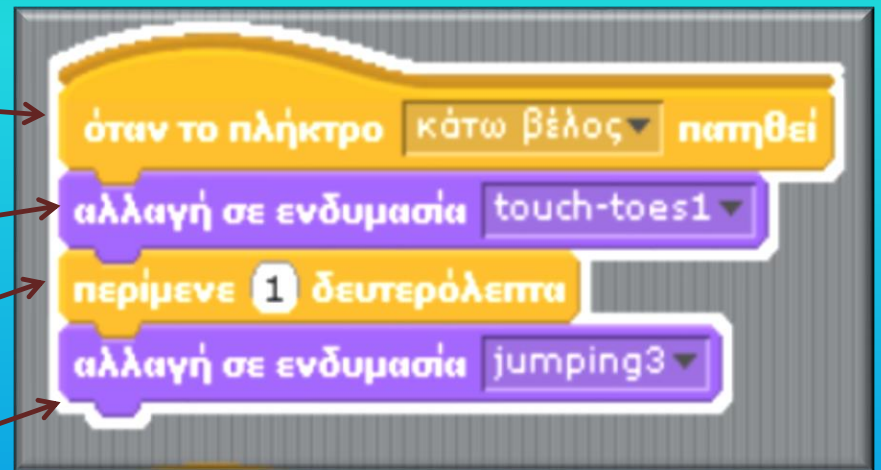 όταν το πλήκτρο κάτω βέλος πατηθεί
αλλαγή σε ενδυμασία touch-toes1
περίμενε 1 δευτερόλεπτα
αλλαγή σε ενδυμασία jumping3